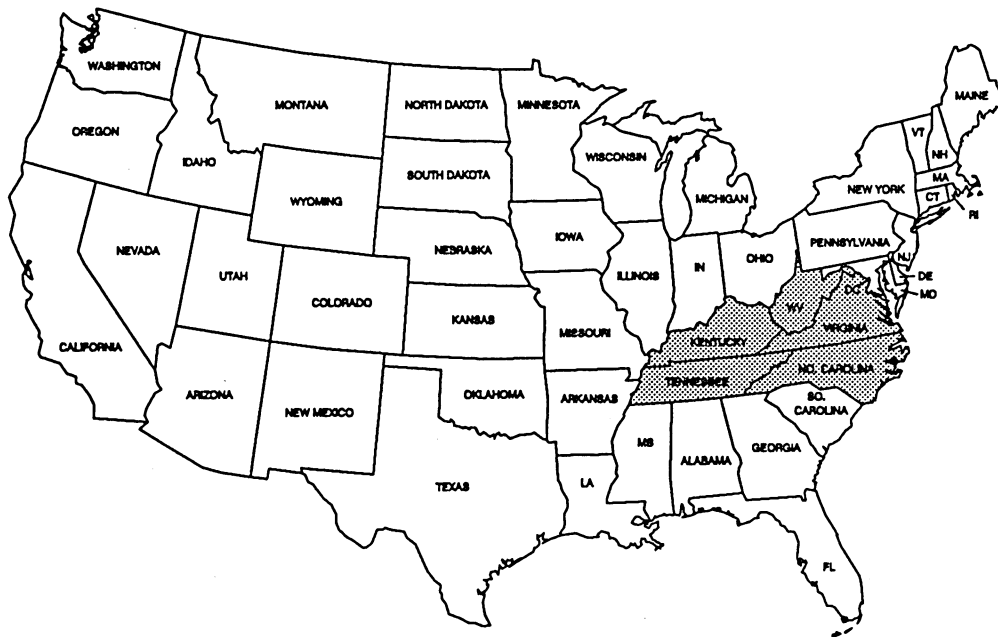 WASHINGTON
MONTANA
NORTH DAKOTA
MINNESOTA
MAINE
OREGON
IDAHO
WISCONSIN
VT
NH
SOUTH DAKOTA
WYOMING
MICHIGAN
NEW YORK
MA
CT
RI
NEVADA
NEBRASKA
IOWA
PENNSYLVANIA
UTAH
ILLINOIS
IN
OHIO
NJ
COLORADO
DC
DE
MD
KANSAS
MISSOURI
WV
VIRGINIA
CALIFORNIA
KENTUCKY
ARIZONA
OKLAHOMA
ARKANSAS
TENNESSEE
NO. CAROLINA
NEW MEXICO
SO.
CAROLINA
MS
ALABAMA
GEORGIA
TEXAS
LA
FL